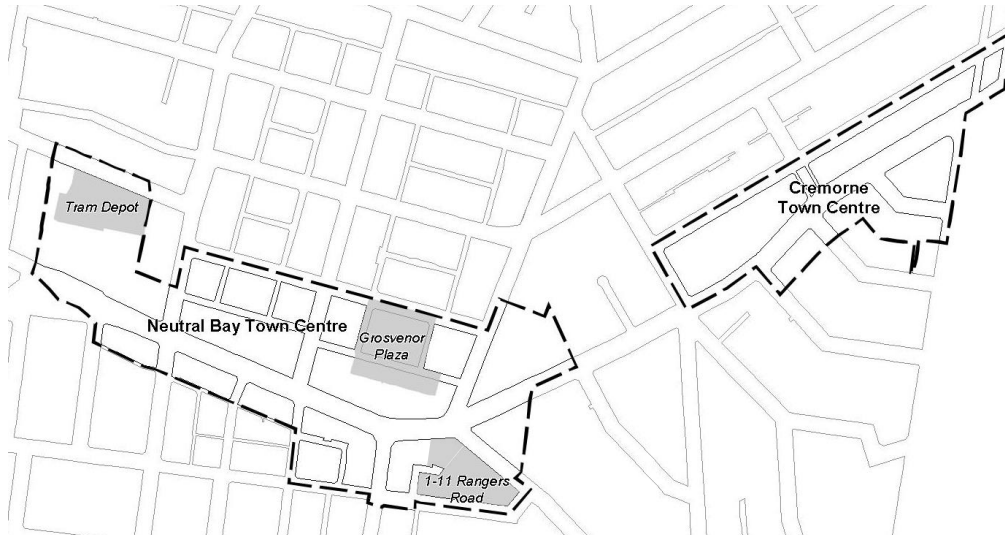 Tram Depot
Cremorne
Town Centre
Neutral Bay Town Centre
Grosvenor
Plaza
1-11 Rangers
Road